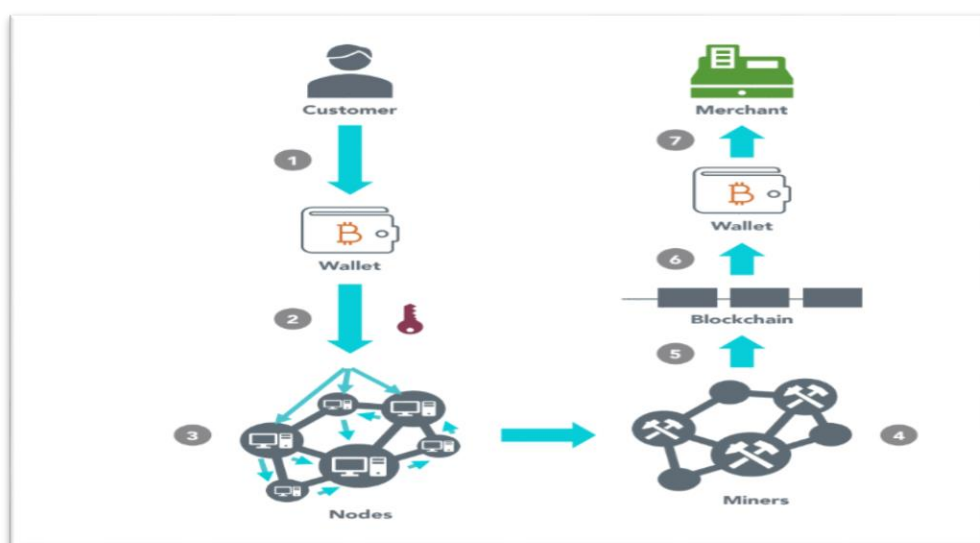 Customer
1
Wallet
2
3
Nodes
4
Miners
5
Blockchain
6
Wallet
7
Merchant